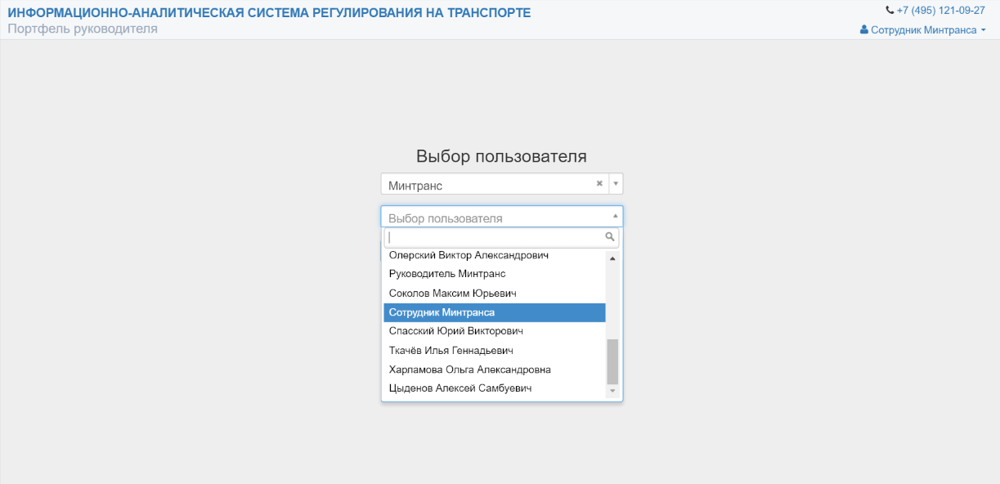 ИНФОРМАЦИОННО-АНАЛИТИЧЕСКАЯ СИСТЕМА РЕГУЛИРОВАНИЯ НА ТРАНСПОРТЕ
Портфель руководителя
+7 (495) 121-09-27
Сотрудник Минтранса
Выбор пользователя
Минтранс
Выбор пользователя
Олерский Виктор Александрович
Руководитель Минтранс
Соколов Максим Юрьевич
Сотрудник Минтранса
Спасский Юрий Викторович
Ткачёв Илья Геннадьевич
Харламова Ольга Александровна
Цыденов Алексей Самбуевич